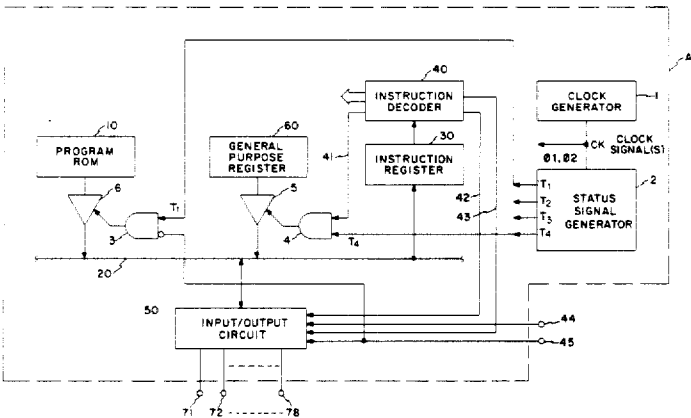 A
40
INSTRUCTION
DECODER
CLOCK
GENERATOR
1
10
PROGRAM
ROM
60
GENERAL
PURPOSE
REGISTER
41
30
INSTRUCTION
REGISTER
CK
CLOCK
SIGNAL(S)
Ø1, Ø2
42
43
6
T1
3
5
4
T4
T1
T2
T3
T4
2
STATUS
SIGNAL
GENERATOR
20
50
INPUT/OUTPUT
CIRCUIT
44
45
71
72
78